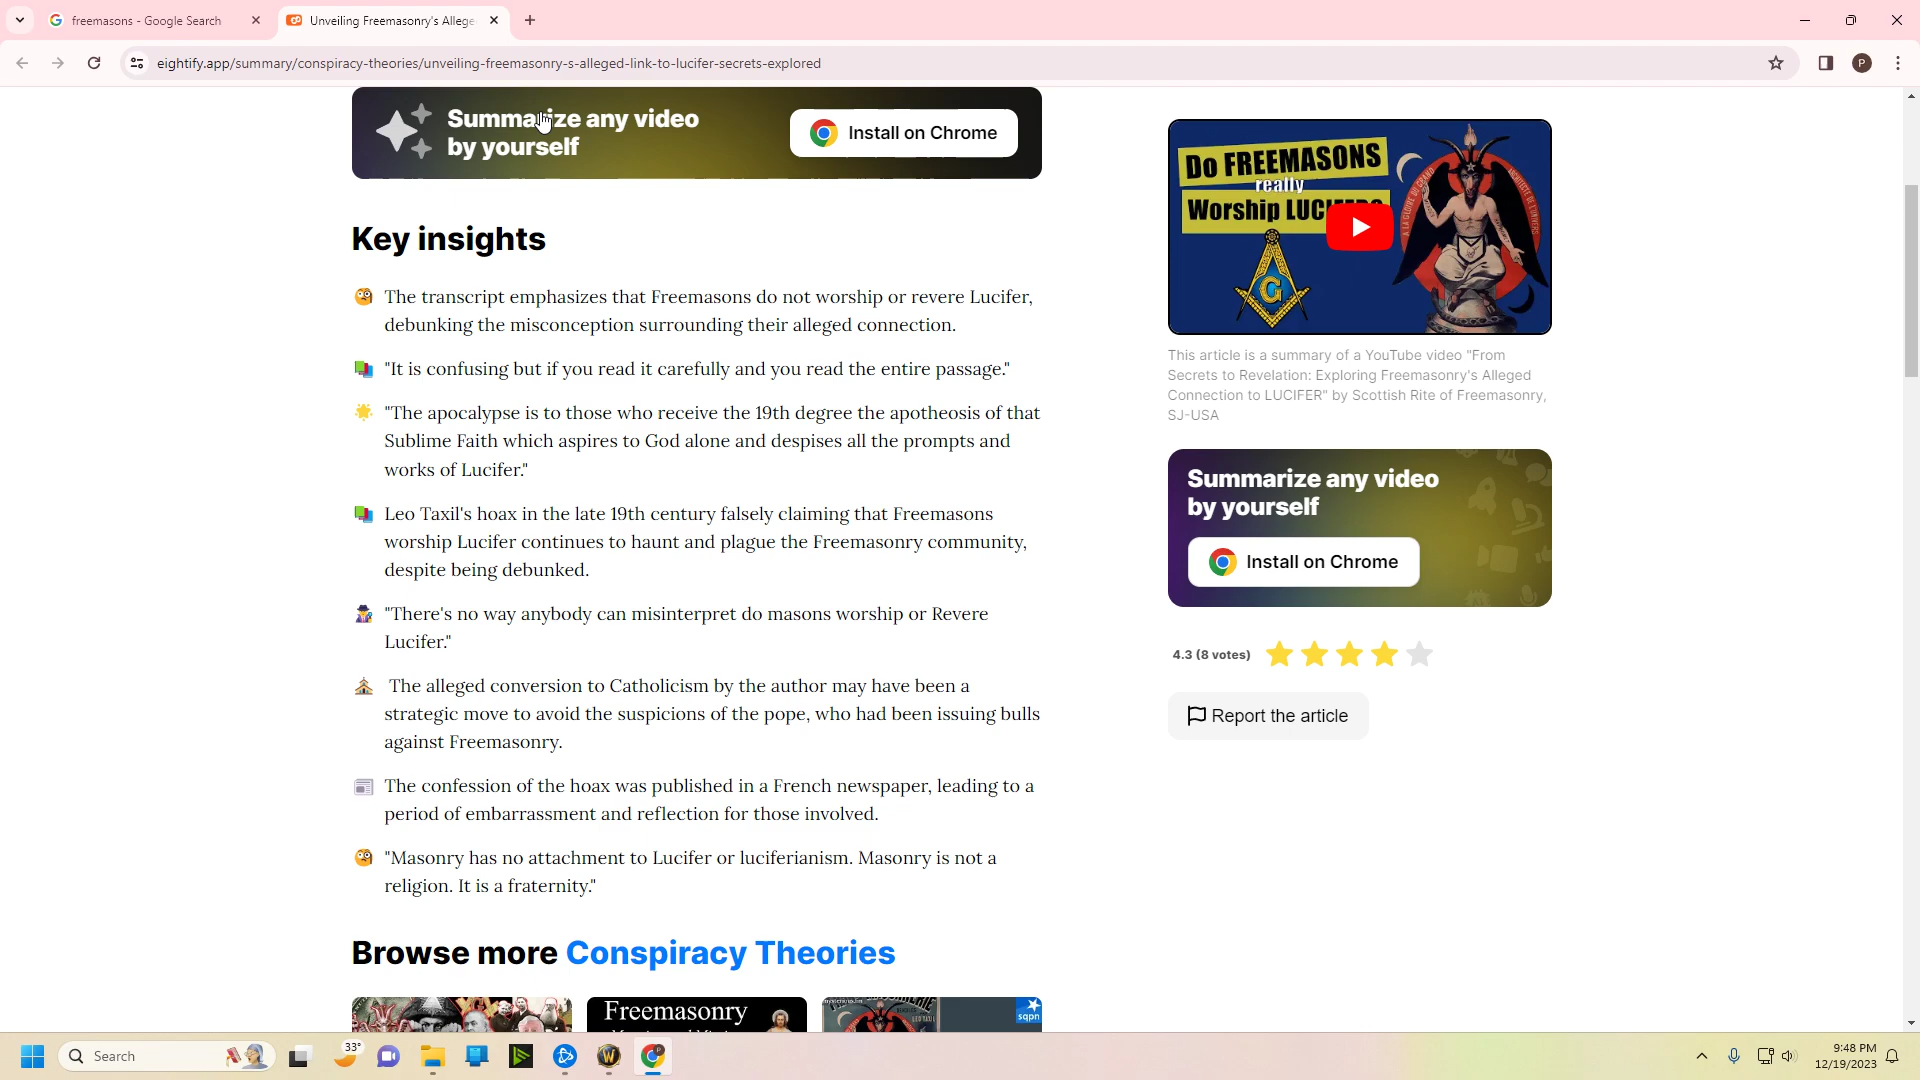 freemasons - Google Search
Unveiling Freemasonry's Allege
eightify.app/summary/conspiracy-theories/unveiling-freemasonry-s-alleged-link-to-lucifer-secrets-explored
P
Summarize any video
by yourself
Install on Chrome
Key insights
The transcript emphasizes that Freemasons do not worship or revere Lucifer,
debunking the misconception surrounding their alleged connection.
"It is confusing but if you read it carefully and you read the entire passage."
"The apocalypse is to those who receive the 19th degree the apotheosis of that
Sublime Faith which aspires to God alone and despises all the prompts and
works of Lucifer."
Leo Taxil's hoax in the late 19th century falsely claiming that Freemasons
worship Lucifer continues to haunt and plague the Freemasonry community,
despite being debunked.
"There's no way anybody can misinterpret do masons worship or Revere
Lucifer."
The alleged conversion to Catholicism by the author may have been a
strategic move to avoid the suspicions of the pope, who had been issuing bulls
against Freemasonry.
The confession of the hoax was published in a French newspaper, leading to a
period of embarrassment and reflection for those involved.
"Masonry has no attachment to Lucifer or luciferianism. Masonry is not a
religion. It is a fraternity."
Browse more Conspiracy Theories
Freemasonry
sqpn
Do FREEMASONS
really
Worship
G
This article is a summary of a YouTube video "From
Secrets to Revelation: Exploring Freemasonry's Alleged
Connection to LUCIFER" by Scottish Rite of Freemasonry,
SJ-USA
Summarize any video
by yourself
Install on Chrome
4.3 (8 votes)
Report the article
Search
33°
9:48 PM
12/19/2023